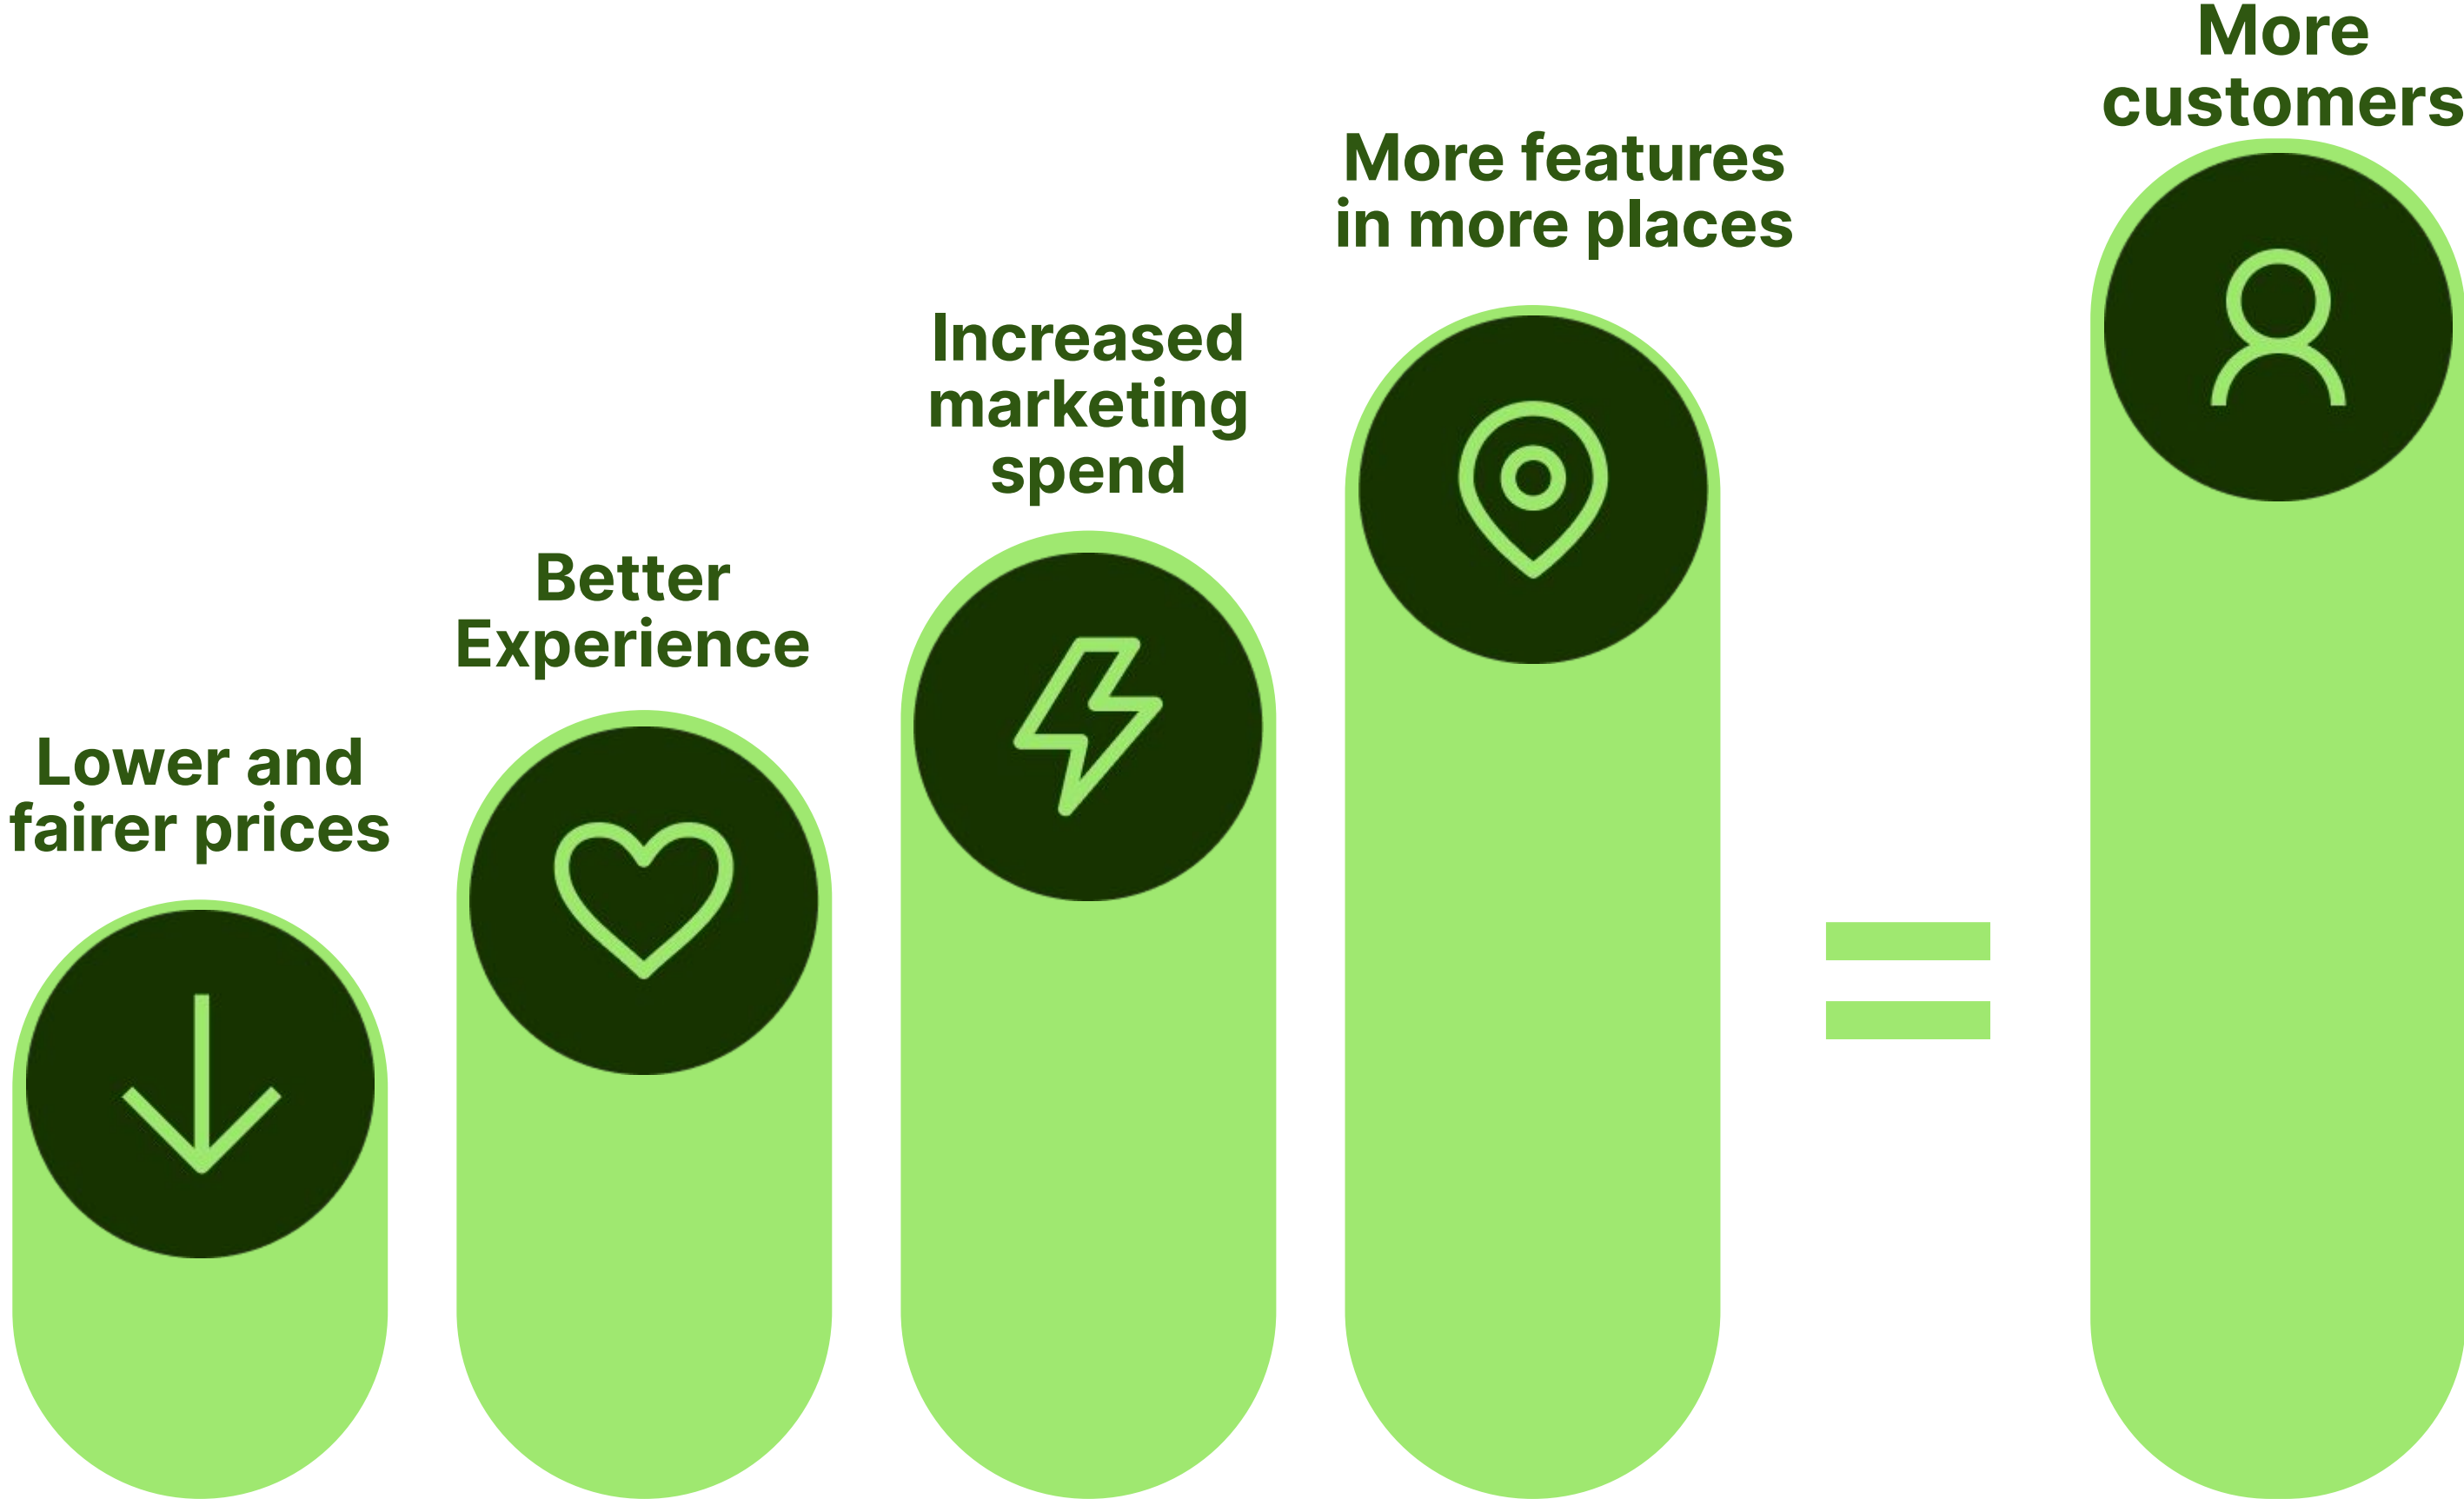 Lower and
fairer prices
Better
Experience
Increased
marketing
spend
More features
in more places
More
customers